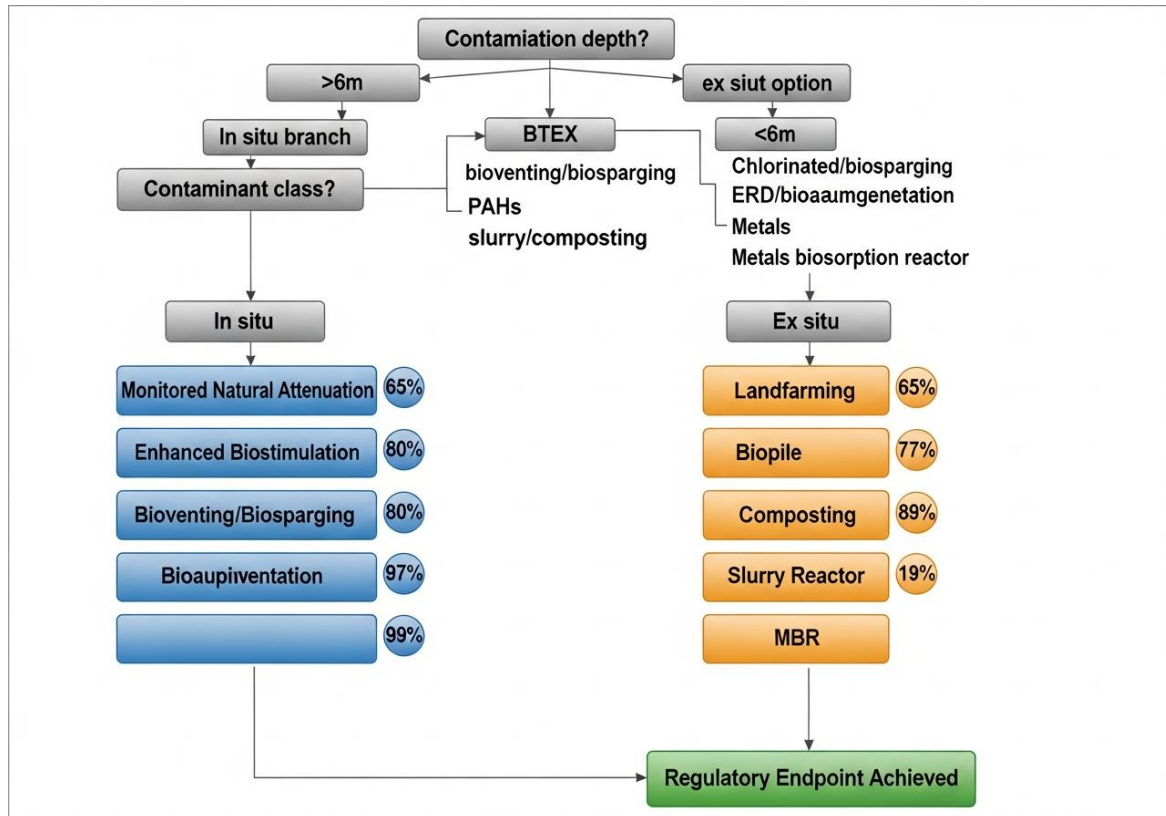 Contamiation depth?
>6m
ex siut option
In situ branch
BTEX
<6m
Contaminant class?
bioventing/biosparging
PAHs
slurry/composting
Chlorinated/biosparging
ERD/bioaaumgenetation
Metals
Metals biosorption reactor
In situ
Ex situ
Monitored Natural Attenuation 65%
Enhanced Biostimulation 80%
Bioventing/Biosparging 80%
97%
99%
Landfarming 65%
Biopile 77%
Composting 89%
Slurry Reactor 19%
MBR
Regulatory Endpoint Achieved